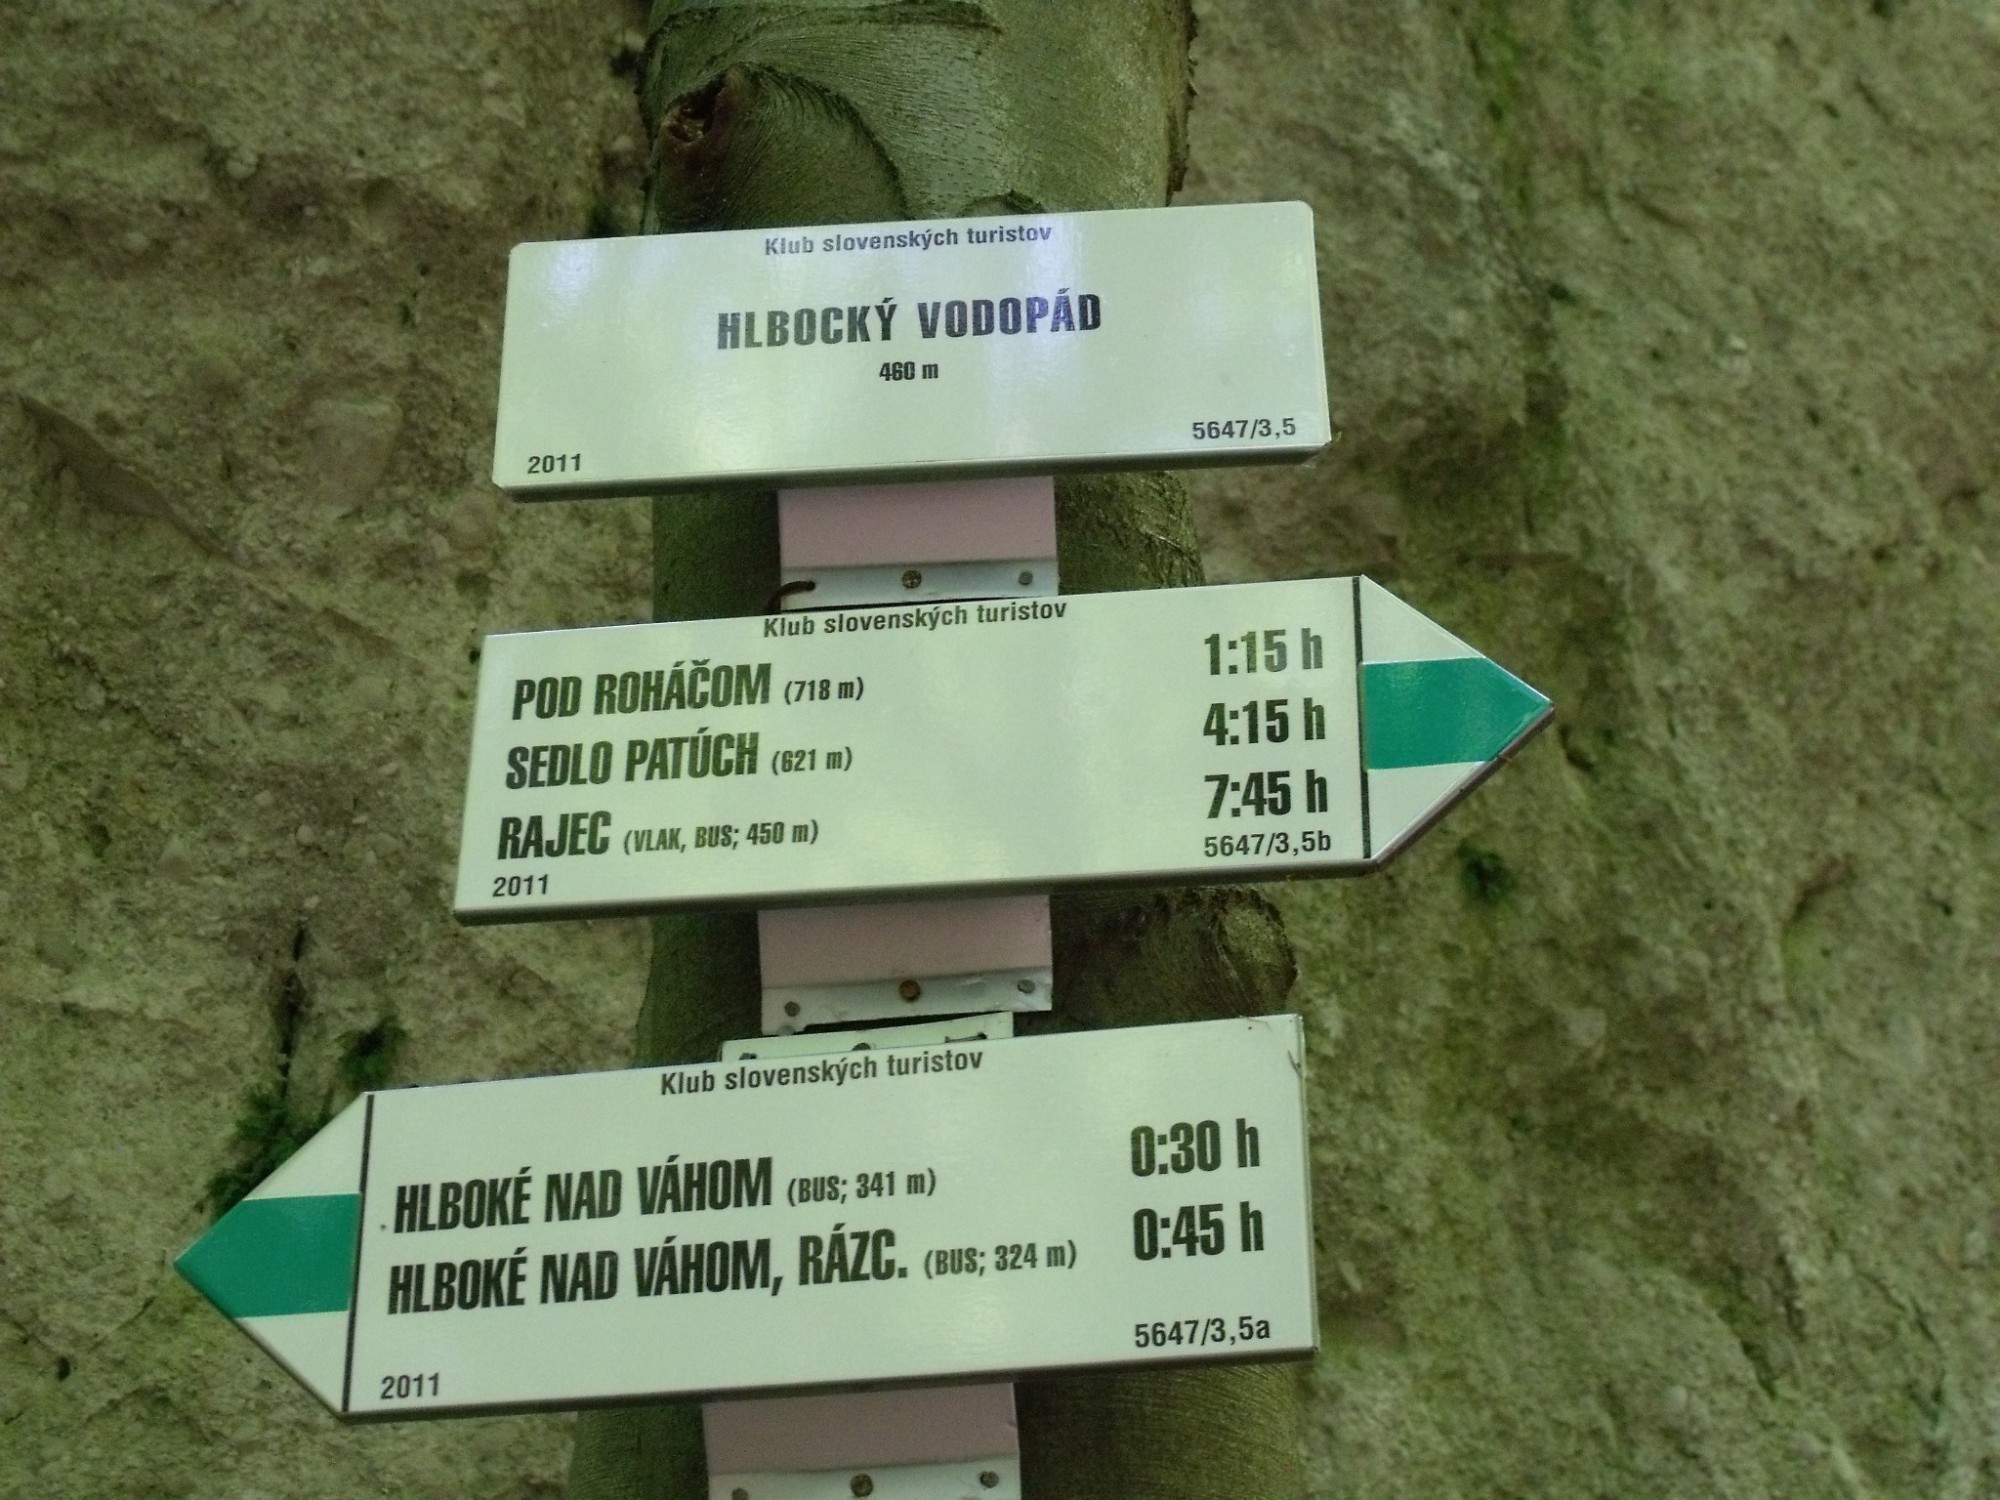 Klub slovenských turistov
HLBOCKÝ VODOPÁD
460 m
5647/3,5
2011
Klub slovenských turistov
POD ROHÁČOM (718 m) 1:15 h
SEDLO PATÚCH (621 m) 4:15 h
RAJEC (VLAK, BUS; 450 m) 7:45 h
5647/3,5b
2011
Klub slovenských turistov
HLBOKÉ NAD VÁHOM (BUS; 341 m) 0:30 h
HLBOKÉ NAD VÁHOM, RÁZC. (BUS; 324 m) 0:45 h
5647/3,5a
2011